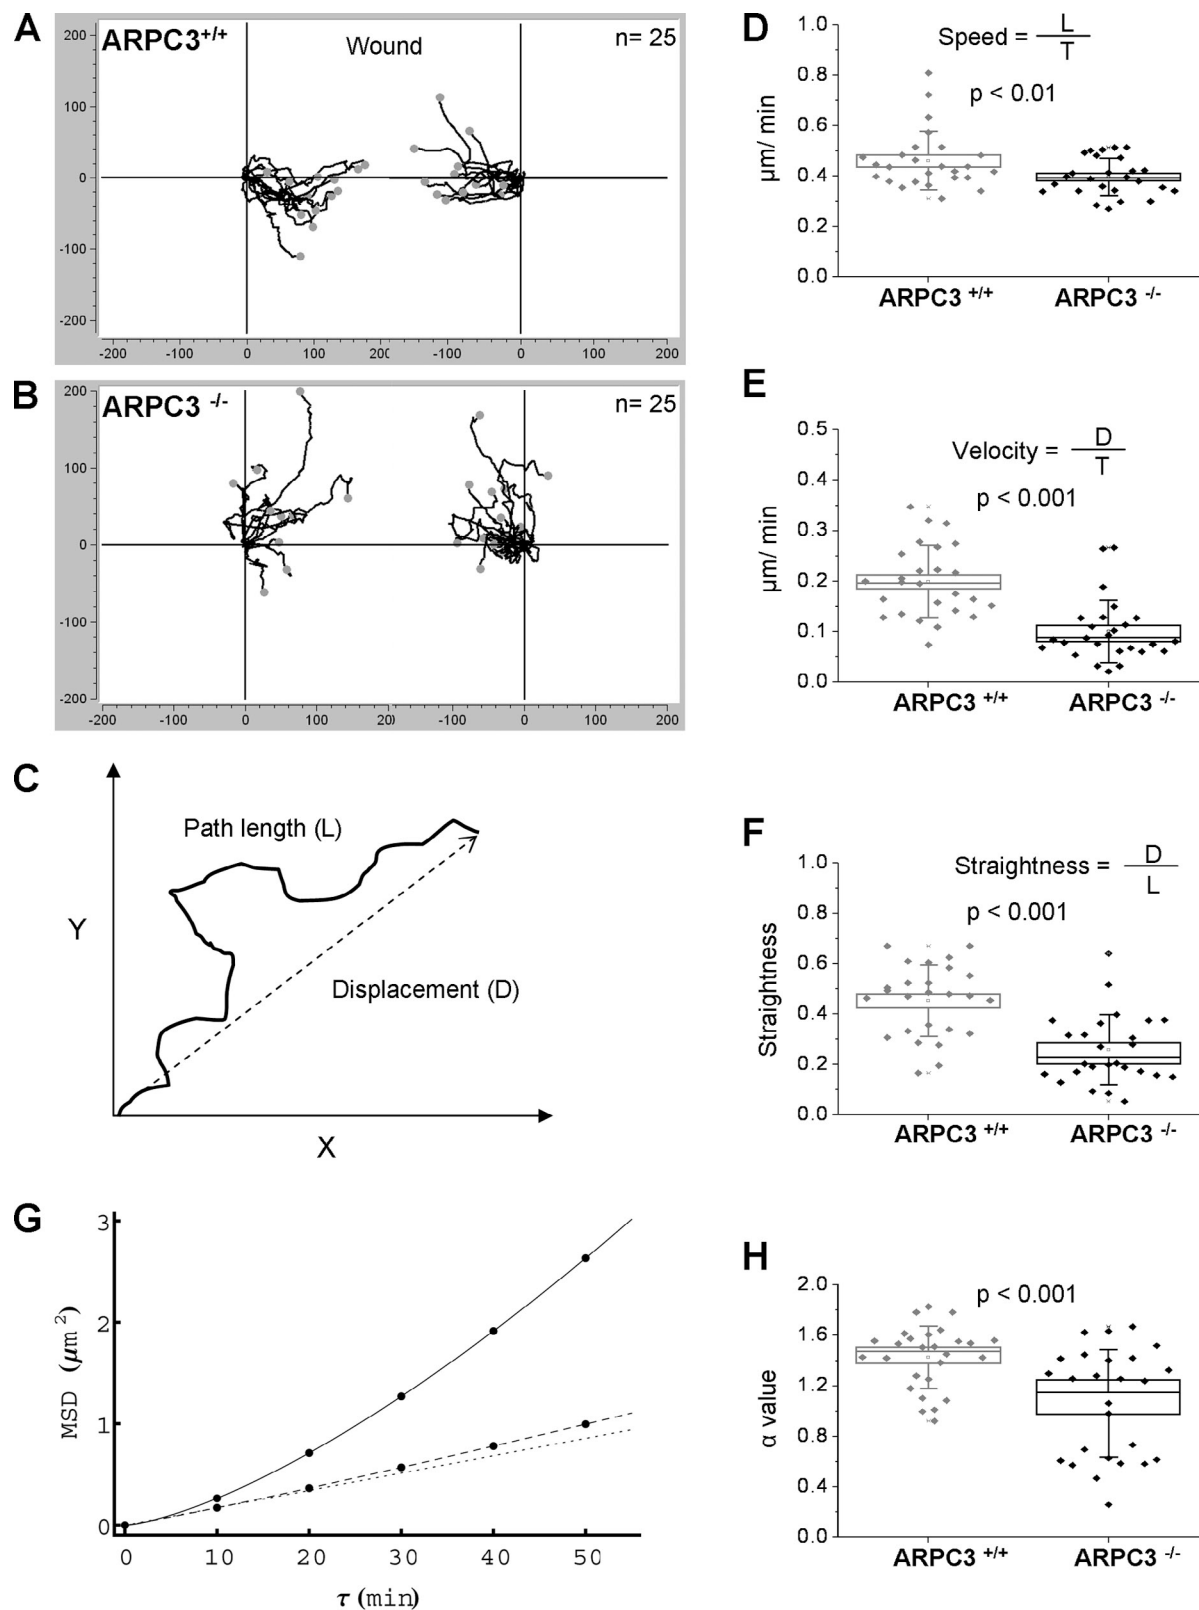 A
ARPC3+/+
Wound
n= 25
200
100
0
-100
-200
-200 -100 0 100 200 -100 0 100 200
B
ARPC3 -/-
n= 25
200
100
0
-100
-200
-200 -100 0 100 200 -100 0 100 200
C
Path length (L)
Y
Displacement (D)
X
G
3
2
1
0
MSD (μm2)
0 10 20 30 40 50
τ (min)
D
Speed = L
T
p < 0.01
1.0
0.8
0.6
0.4
0.2
0.0
μm/ min
ARPC3 +/+ ARPC3 -/-
E
Velocity = D
T
p < 0.001
0.5
0.4
0.3
0.2
0.1
0.0
μm/ min
ARPC3 +/+ ARPC3 -/-
F
Straightness = D
L
p < 0.001
1.0
0.8
0.6
0.4
0.2
0.0
Straightness
ARPC3 +/+ ARPC3 -/-
H
p < 0.001
2.0
1.6
1.2
0.8
0.4
0.0
α value
ARPC3 +/+ ARPC3 -/-